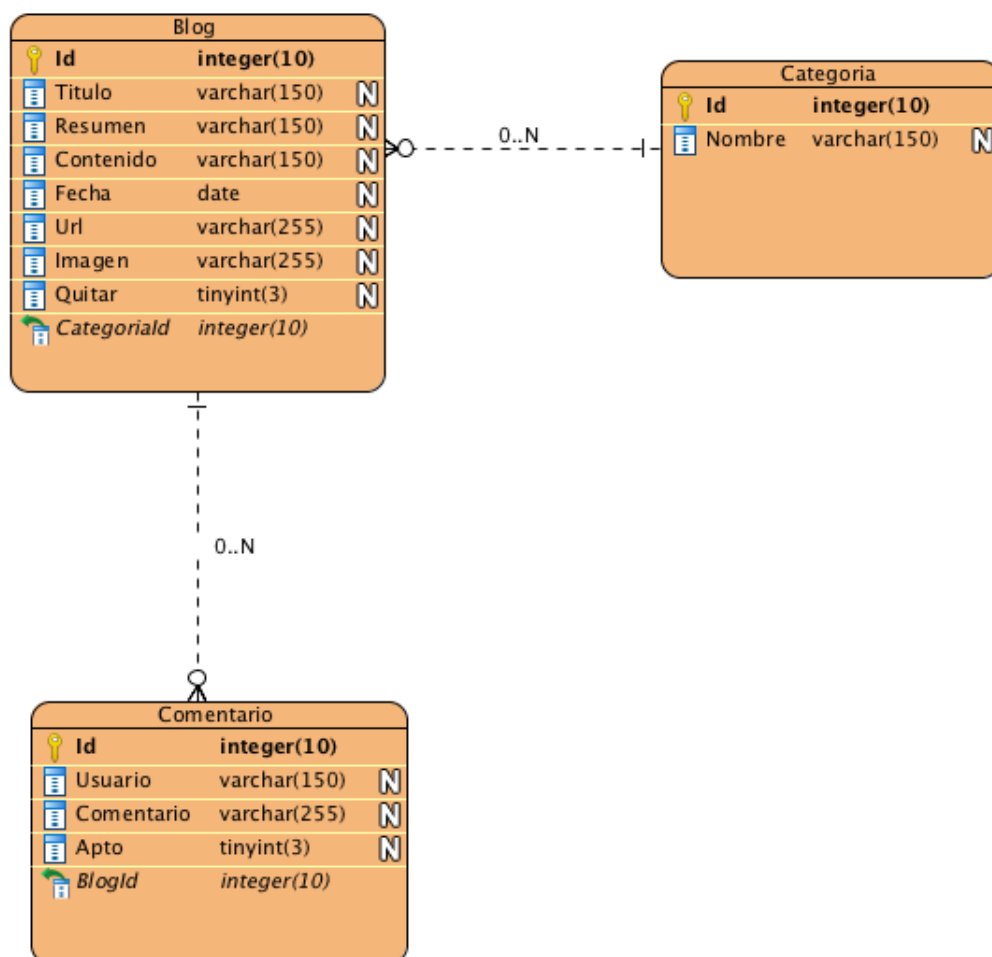 Blog
Id integer(10)
Titulo varchar(150) N
Resumen varchar(150) N
Contenido varchar(150) N
Fecha date N
Url varchar(255) N
Imagen varchar(255) N
Quitar tinyint(3) N
CategoriaId integer(10)
0..N
Categoria
Id integer(10)
Nombre varchar(150) N
0..N
Comentario
Id integer(10)
Usuario varchar(150) N
Comentario varchar(255) N
Apto tinyint(3) N
BlogId integer(10)